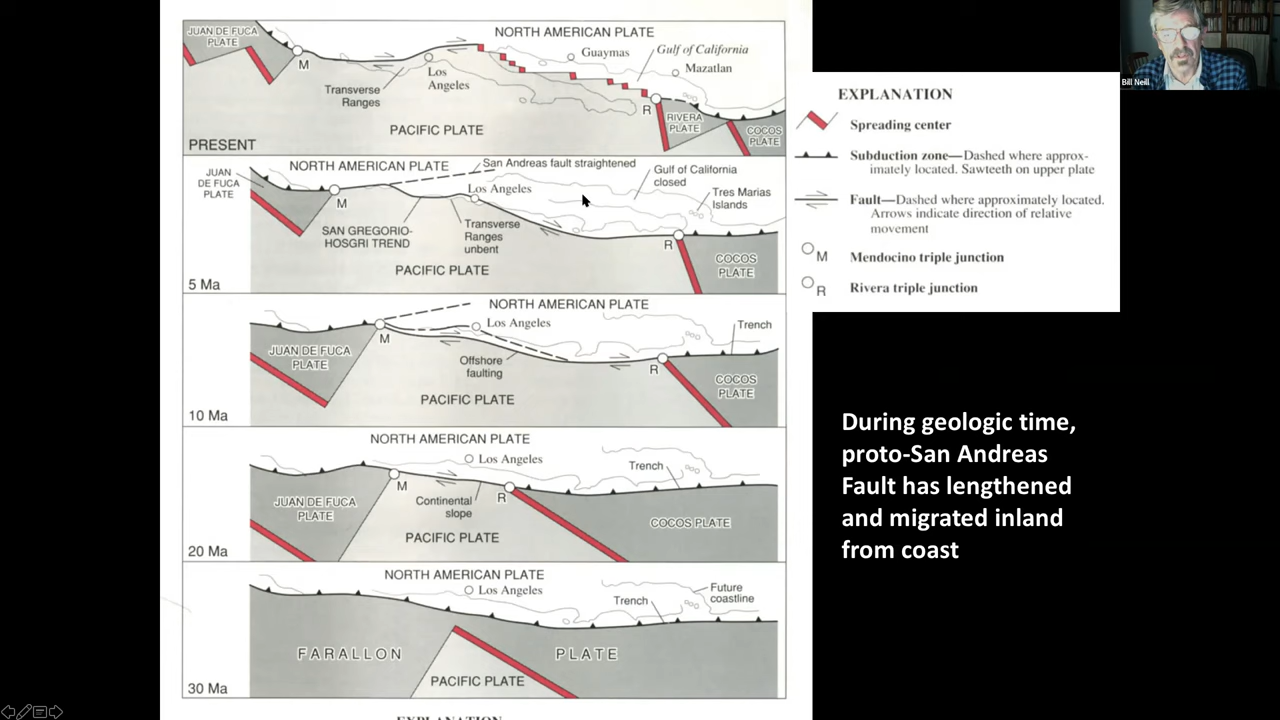 JUAN DE FUCA
PLATE
M
Transverse
Ranges
Los
Angeles
NORTH AMERICAN PLATE
Guaymas
Gulf of California
Mazatlan
R
RIVERA
PLATE
COCOS
PLATE
PACIFIC PLATE
PRESENT
NORTH AMERICAN PLATE
San Andreas fault straightened
JUAN
DE FUCA
PLATE
M
Los Angeles
Gulf of California
closed
Tres Marias
Islands
SAN GREGORIO-
HOSGRI TREND
Transverse
Ranges
unbent
R
PACIFIC PLATE
COCOS
PLATE
5 Ma
NORTH AMERICAN PLATE
Los Angeles
Trench
M
JUAN DE FUCA
PLATE
Offshore
faulting
R
COCOS
PLATE
PACIFIC PLATE
10 Ma
NORTH AMERICAN PLATE
Los Angeles
Trench
M
JUAN DE FUCA
PLATE
Continental
slope
R
COCOS PLATE
PACIFIC PLATE
20 Ma
NORTH AMERICAN PLATE
Los Angeles
Future
coastline
Trench
FARALLON
PLATE
PACIFIC PLATE
30 Ma
EXPLANATION
EXPLANATION
Spreading center
Subduction zone—Dashed where approx-
imately located. Sawteeth on upper plate
Fault—Dashed where approximately located.
Arrows indicate direction of relative
movement
M
Mendocino triple junction
R
Rivera triple junction
During geologic time,
proto-San Andreas
Fault has lengthened
and migrated inland
from coast
Bill Neill